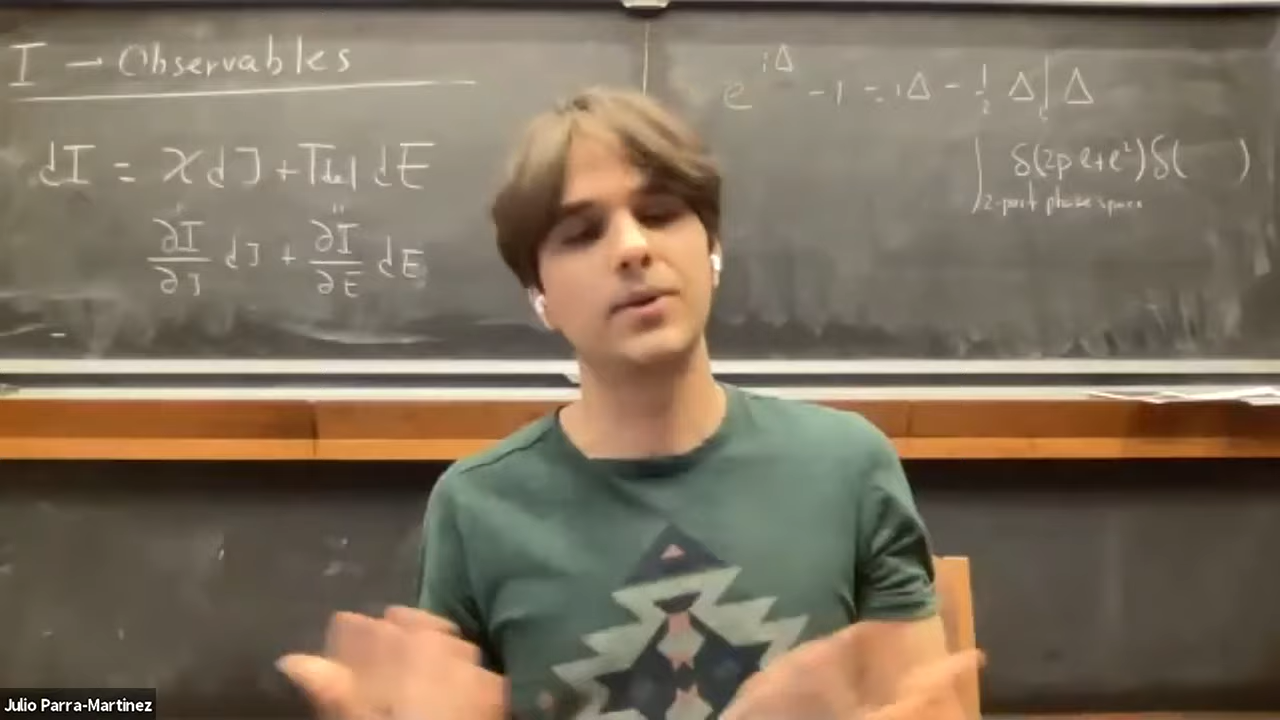 I → Observables
dI = χ dJ + Tdel dE
∂I/∂J dJ + ∂I/∂E dE
e^{iΔ} - 1 = iΔ - 1/2 Δ Δ
∫ δ(2p·ℓ+ℓ²) δ( )
2-part phase space
Julio Parra-Martinez